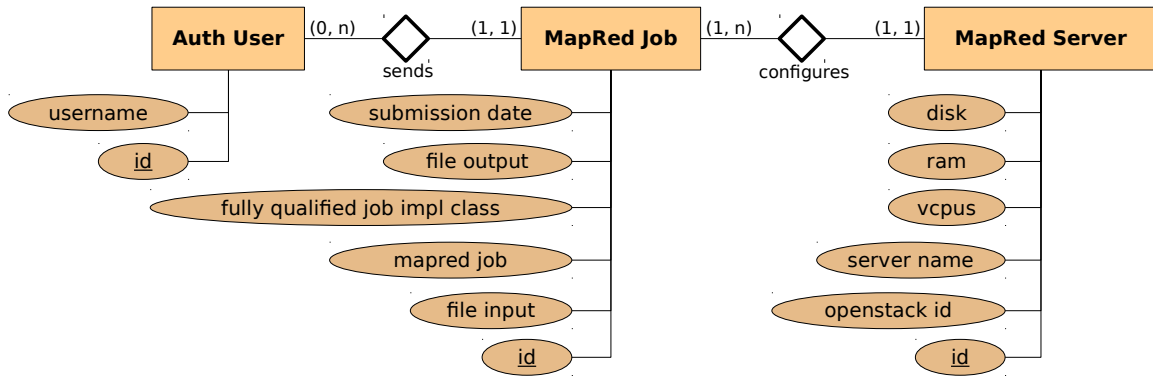 Auth User
(0, n)
sends
(1, 1)
MapRed Job
(1, n)
configures
(1, 1)
MapRed Server
username
id
submission date
file output
fully qualified job impl class
mapred job
file input
id
disk
ram
vcpus
server name
openstack id
id